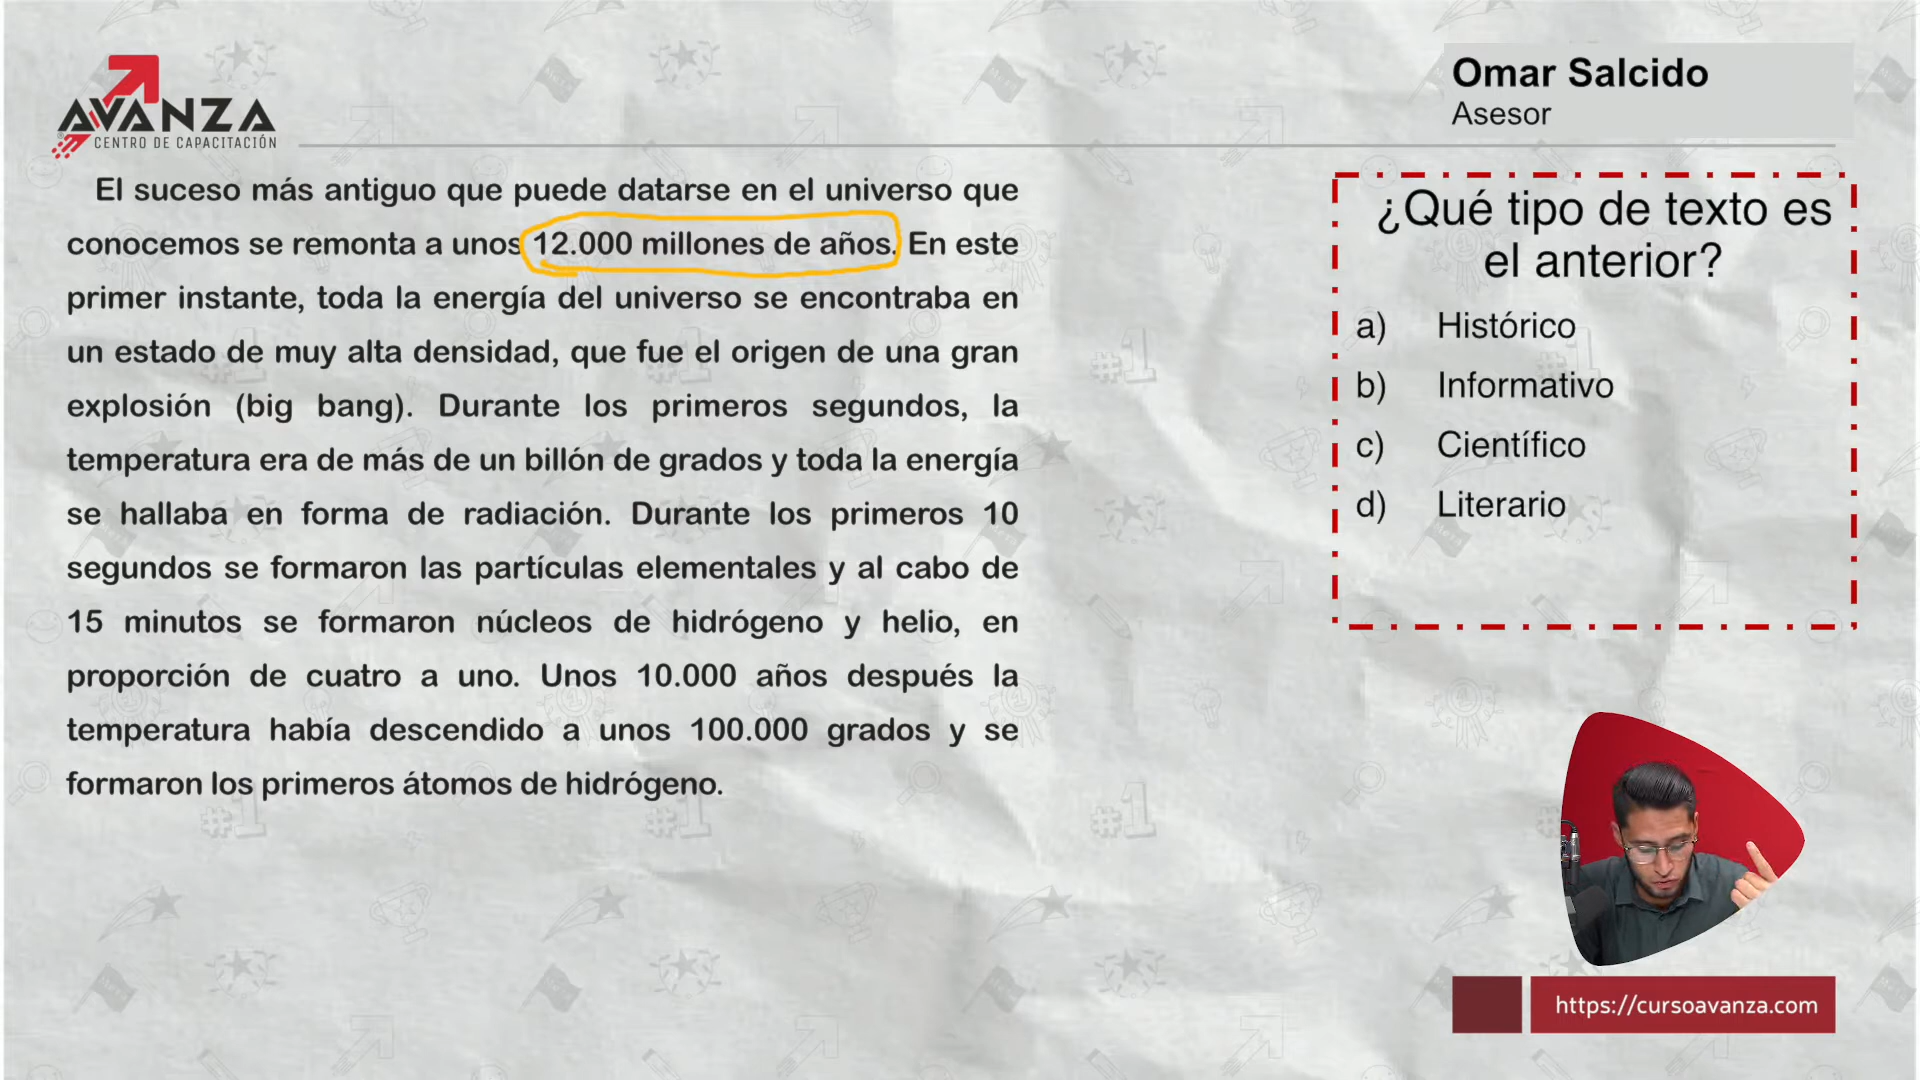 AVANZA
CENTRO DE CAPACITACIÓN
Omar Salcido
Asesor
El suceso más antiguo que puede datarse en el universo que
conocemos se remonta a unos 12.000 millones de años. En este
primer instante, toda la energía del universo se encontraba en
un estado de muy alta densidad, que fue el origen de una gran
explosión (big bang). Durante los primeros segundos, la
temperatura era de más de un billón de grados y toda la energía
se hallaba en forma de radiación. Durante los primeros 10
segundos se formaron las partículas elementales y al cabo de
15 minutos se formaron núcleos de hidrógeno y helio, en
proporción de cuatro a uno. Unos 10.000 años después la
temperatura había descendido a unos 100.000 grados y se
formaron los primeros átomos de hidrógeno.
¿Qué tipo de texto es
el anterior?
a) Histórico
b) Informativo
c) Científico
d) Literario
#1
#1
#1
#1
#1
#1
#1
https://cursoavanza.com